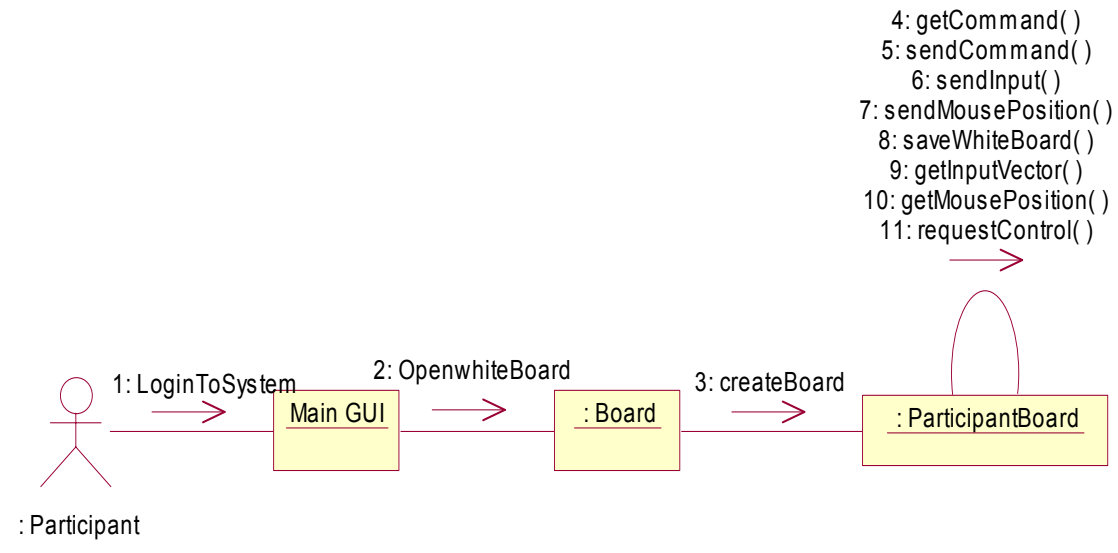 4: getCommand( )
5: sendCommand( )
6: sendInput( )
7: sendMousePosition( )
8: saveWhiteBoard( )
9: getInputVector( )
10: getMousePosition( )
11: requestControl( )
1: LoginToSystem
2: OpenwhiteBoard
3: createBoard
Main GUI
: Board
: ParticipantBoard
: Participant